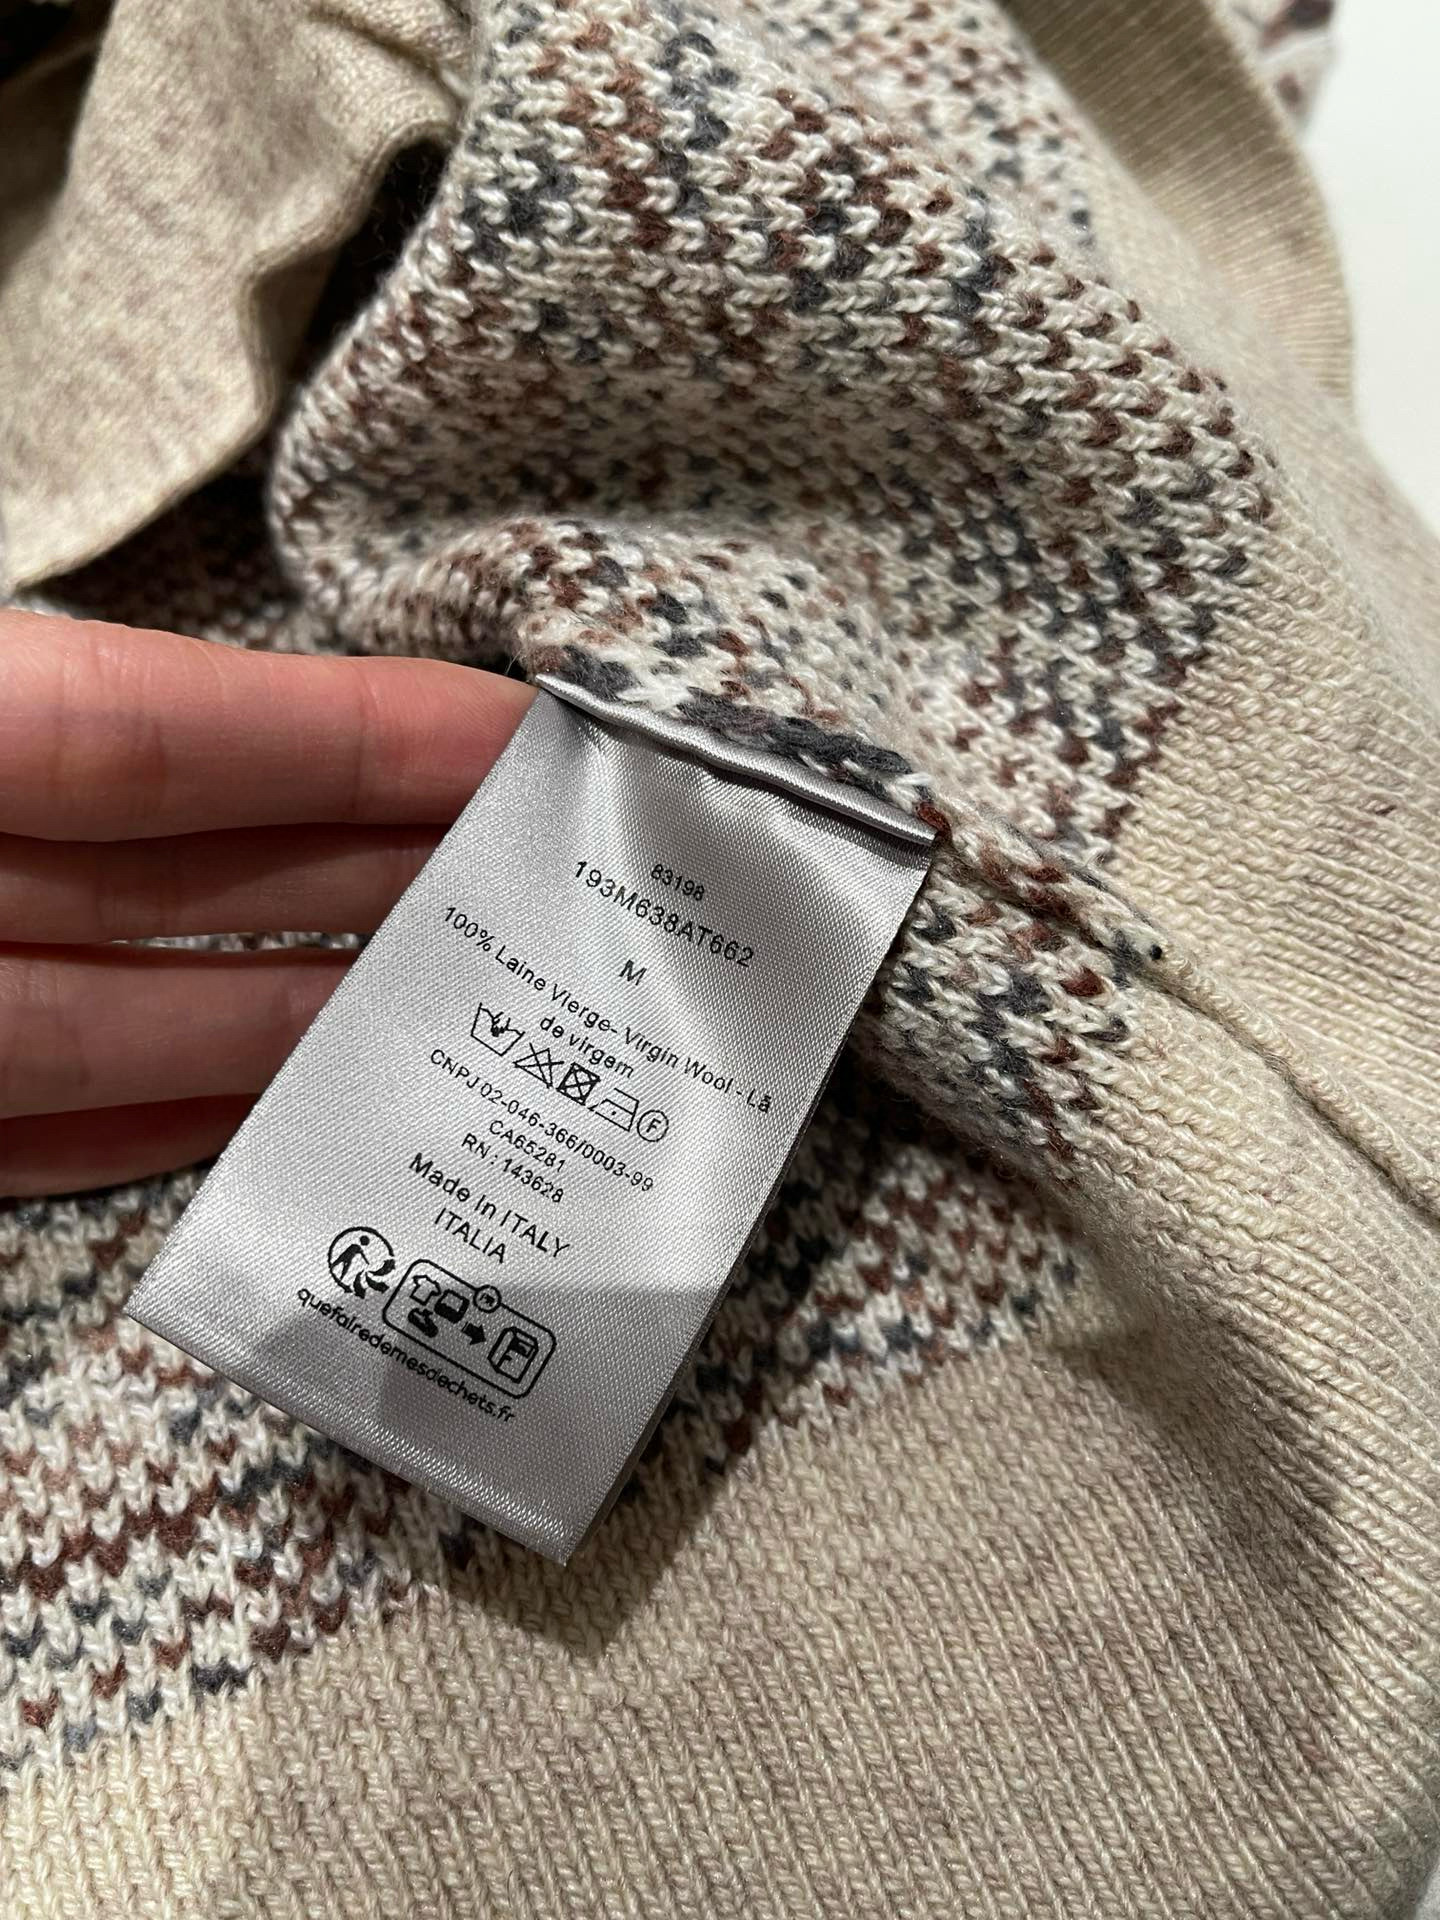 83198
193M638AT662
M
100% Laine Vierge- Virgin Wool - Lã
de virgem
F
CNPJ 02-046-366/0003-99
CA65281
RN : 143628
Made in ITALY
ITALIA
FR
F
quefairedemesdechets.fr